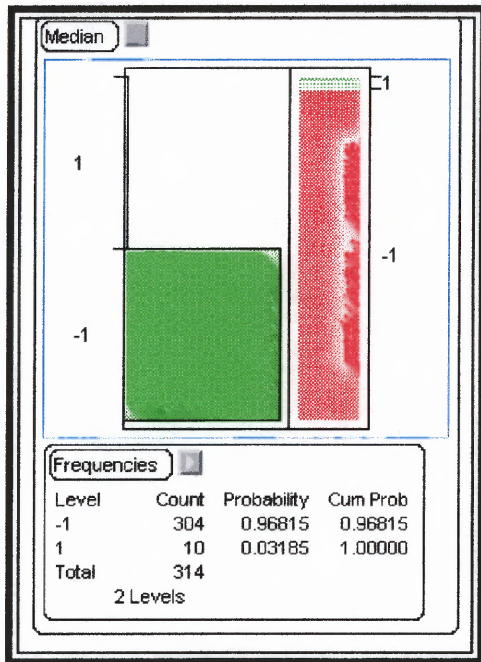 Median
1
1
-1
-1
Frequencies
Level Count Probability Cum Prob
-1 304 0.96815 0.96815
1 10 0.03185 1.00000
Total 314
2 Levels